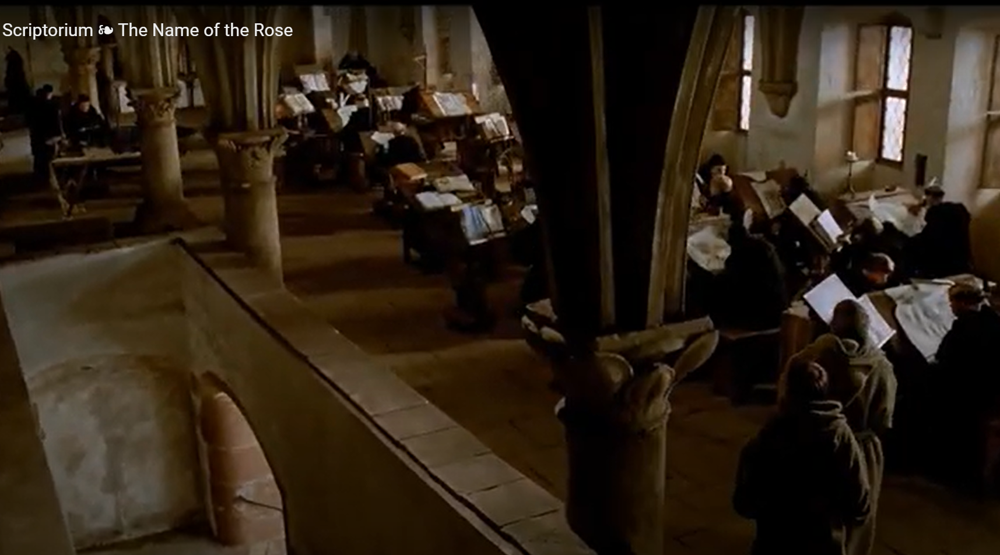 Scriptorium ❧ The Name of the Rose